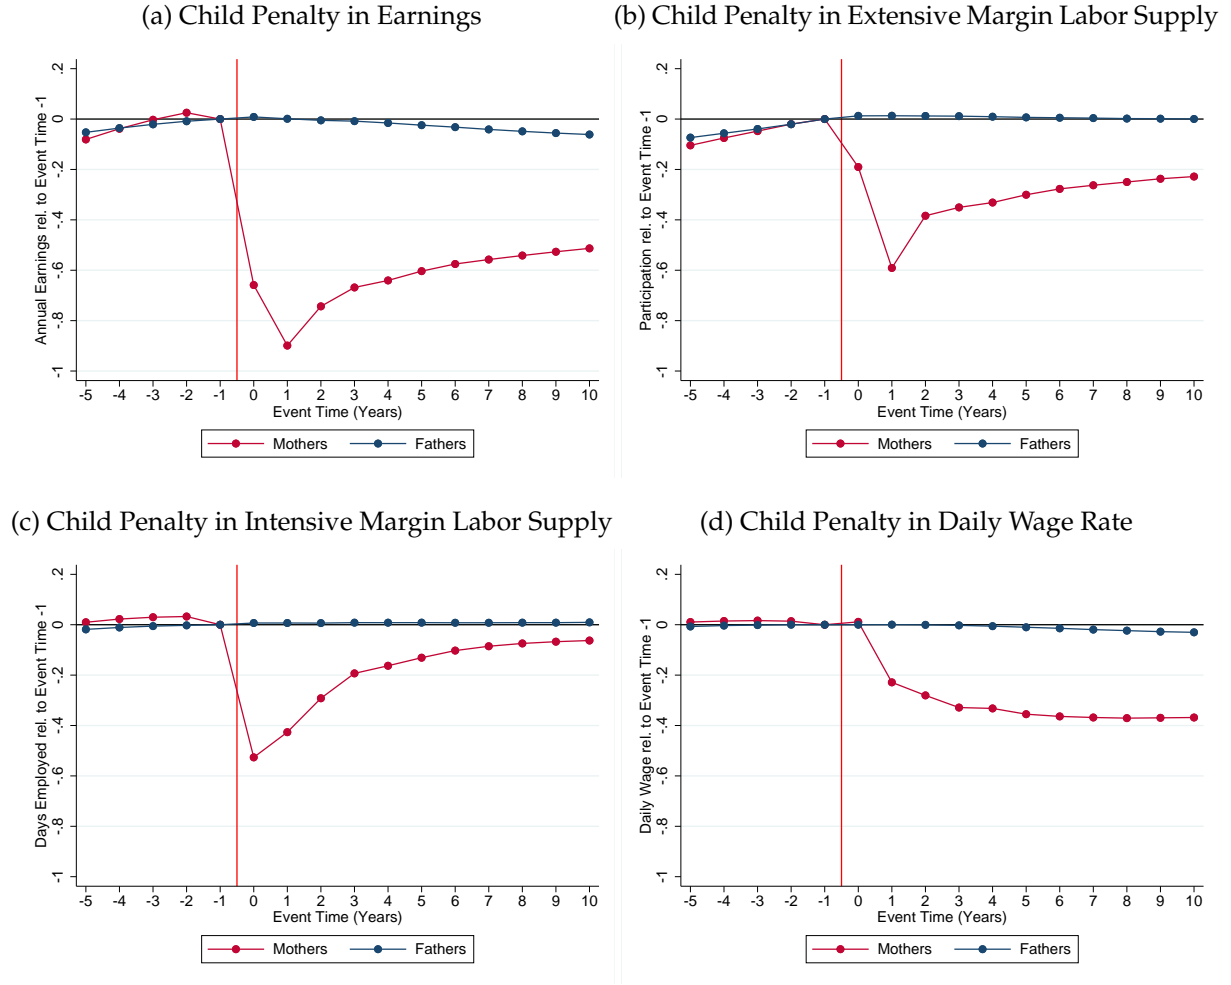 (a) Child Penalty in Earnings
Annual Earnings rel. to Event Time -1
.2
0
-.2
-.4
-.6
-.8
-1
-5 -4 -3 -2 -1 0 1 2 3 4 5 6 7 8 9 10
Event Time (Years)
Mothers Fathers
(b) Child Penalty in Extensive Margin Labor Supply
Participation rel. to Event Time -1
.2
0
-.2
-.4
-.6
-.8
-1
-5 -4 -3 -2 -1 0 1 2 3 4 5 6 7 8 9 10
Event Time (Years)
Mothers Fathers
(c) Child Penalty in Intensive Margin Labor Supply
Days Employed rel. to Event Time -1
.2
0
-.2
-.4
-.6
-.8
-1
-5 -4 -3 -2 -1 0 1 2 3 4 5 6 7 8 9 10
Event Time (Years)
Mothers Fathers
(d) Child Penalty in Daily Wage Rate
Daily Wage rel. to Event Time -1
.2
0
-.2
-.4
-.6
-.8
-1
-5 -4 -3 -2 -1 0 1 2 3 4 5 6 7 8 9 10
Event Time (Years)
Mothers Fathers